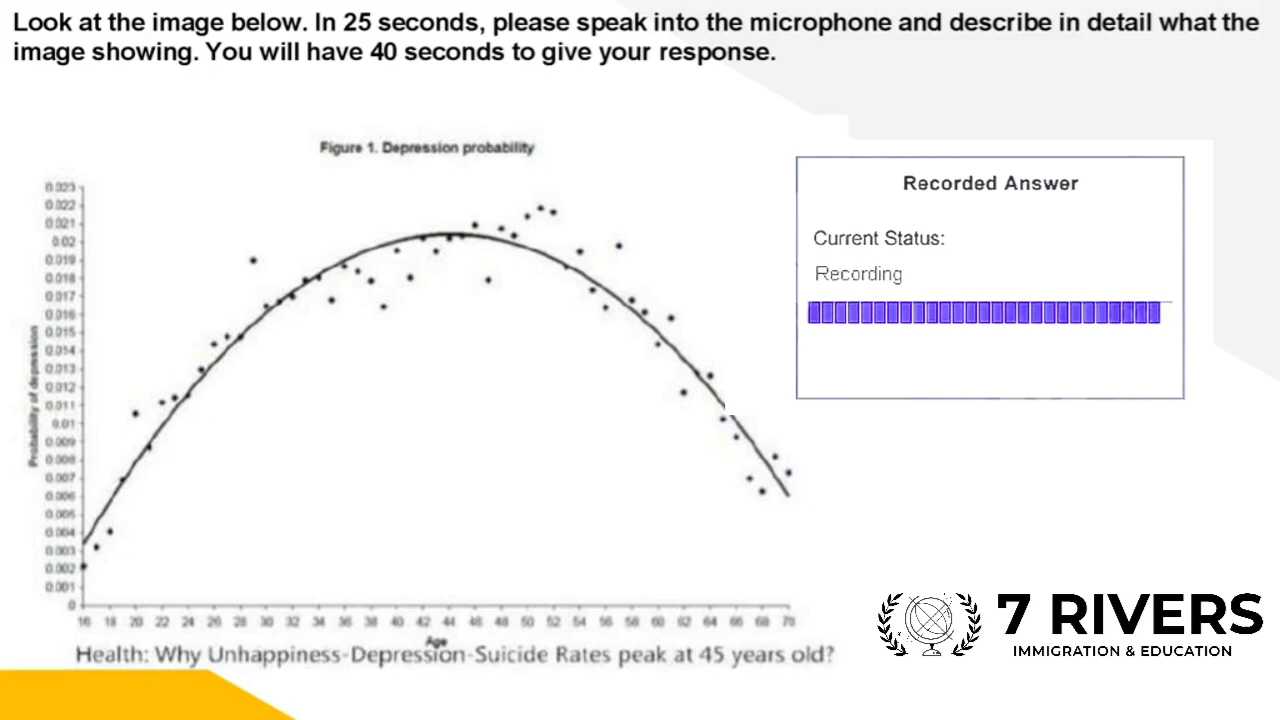 Look at the image below. In 25 seconds, please speak into the microphone and describe in detail what the
image showing. You will have 40 seconds to give your response.
Figure 1. Depression probability
Recorded Answer
Current Status:
Recording
Probability of depression
0.023
0.022
0.021
0.02
0.019
0.018
0.017
0.016
0.015
0.014
0.013
0.012
0.011
0.01
0.009
0.008
0.007
0.006
0.005
0.004
0.003
0.002
0.001
0
16 18 20 22 24 26 28 30 32 34 36 38 40 42 44 46 48 50 52 54 56 58 60 62 64 66 68 70
Age
Health: Why Unhappiness-Depression-Suicide Rates peak at 45 years old?
7 RIVERS
IMMIGRATION & EDUCATION